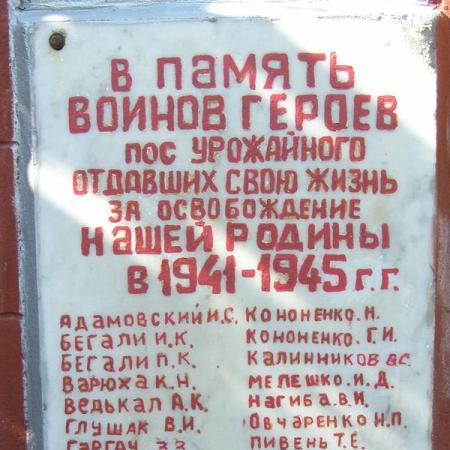 В ПАМЯТЬ
ВОИНОВ ГЕРОЕВ
ПОС УРОЖАЙНОГО
ОТДАВШИХ СВОЮ ЖИЗНЬ
ЗА ОСВОБОЖДЕНИЕ
НАШЕЙ РОДИНЫ
В 1941-1945 Г.Г.
АДАМОВСКИЙ И.С.
БЕГАЛИ И.К.
БЕГАЛИ П.К.
ВАРЮХА К.Н.
ВЕДЬКАЛ А.К.
ГЛУШАК В.И.
ГАРГАЧ З.З.
КОНОНЕНКО.Н.
КОНОНЕНКО.Г.И.
КАЛИННИКОВ В.С.
МЕЛЕШКО.И.Д.
НАГИБА.В.И
ОВЧАРЕНКО Н.П.
ПИВЕНЬ Т.Е.